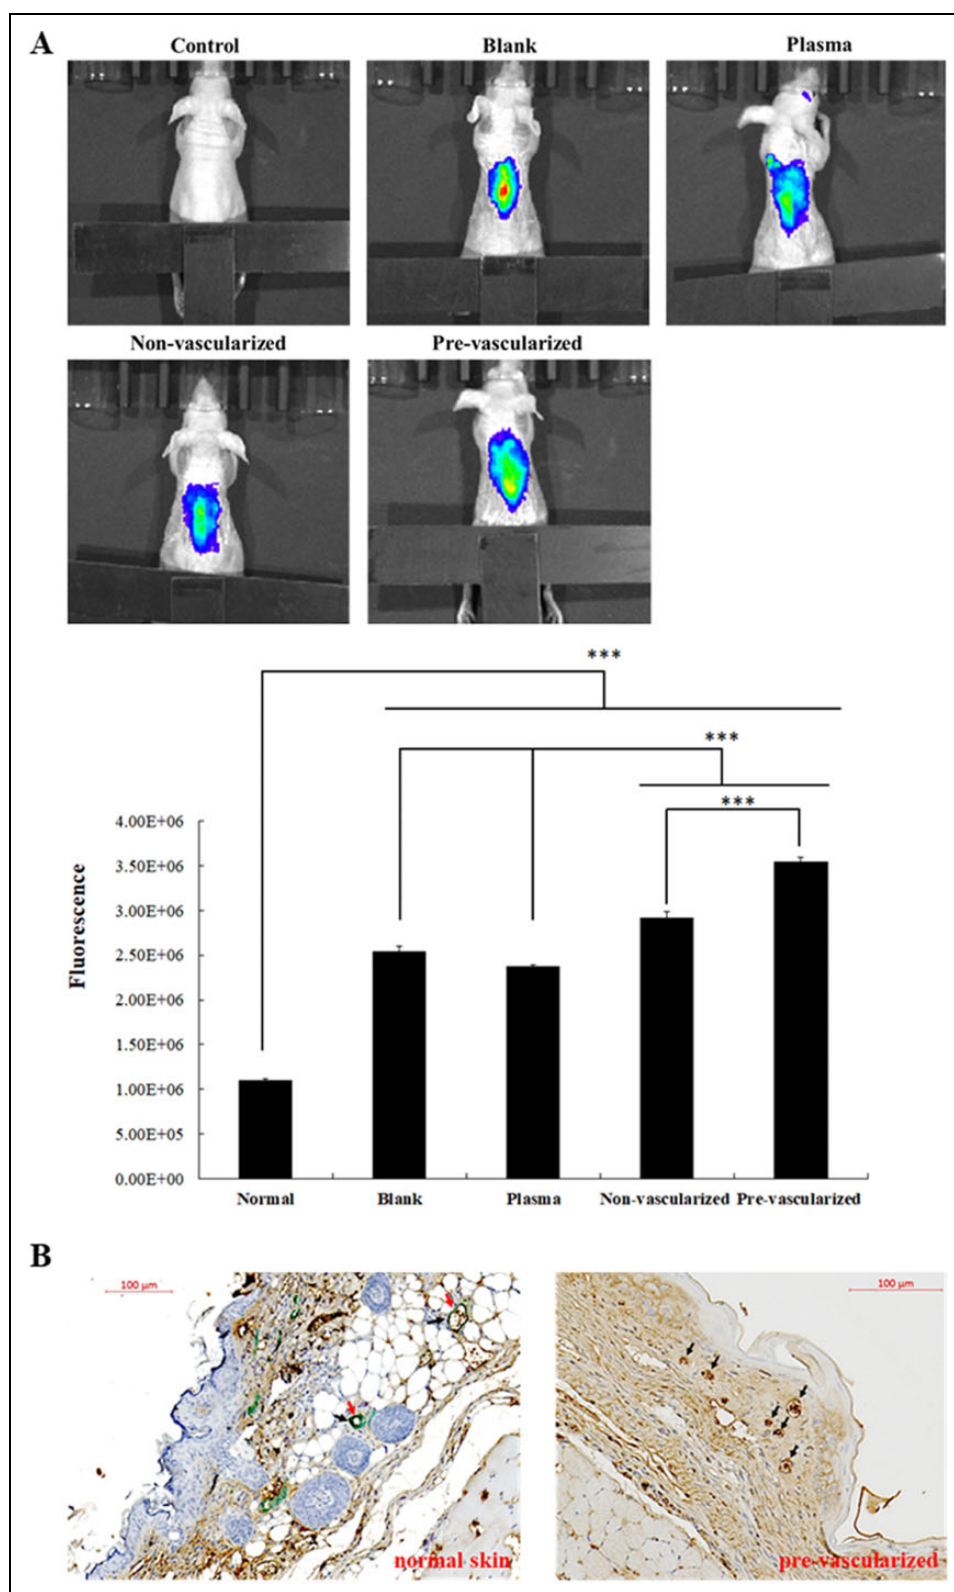 A
Control
Blank
Plasma
Non-vascularized
Pre-vascularized
***
***
***
Fluorescence
4.00E+06
3.50E+06
3.00E+06
2.50E+06
2.00E+06
1.50E+06
1.00E+06
5.00E+05
0.00E+00
Normal Blank Plasma Non-vascularized Pre-vascularized
B
100 µm
normal skin
100 µm
pre-vascularized